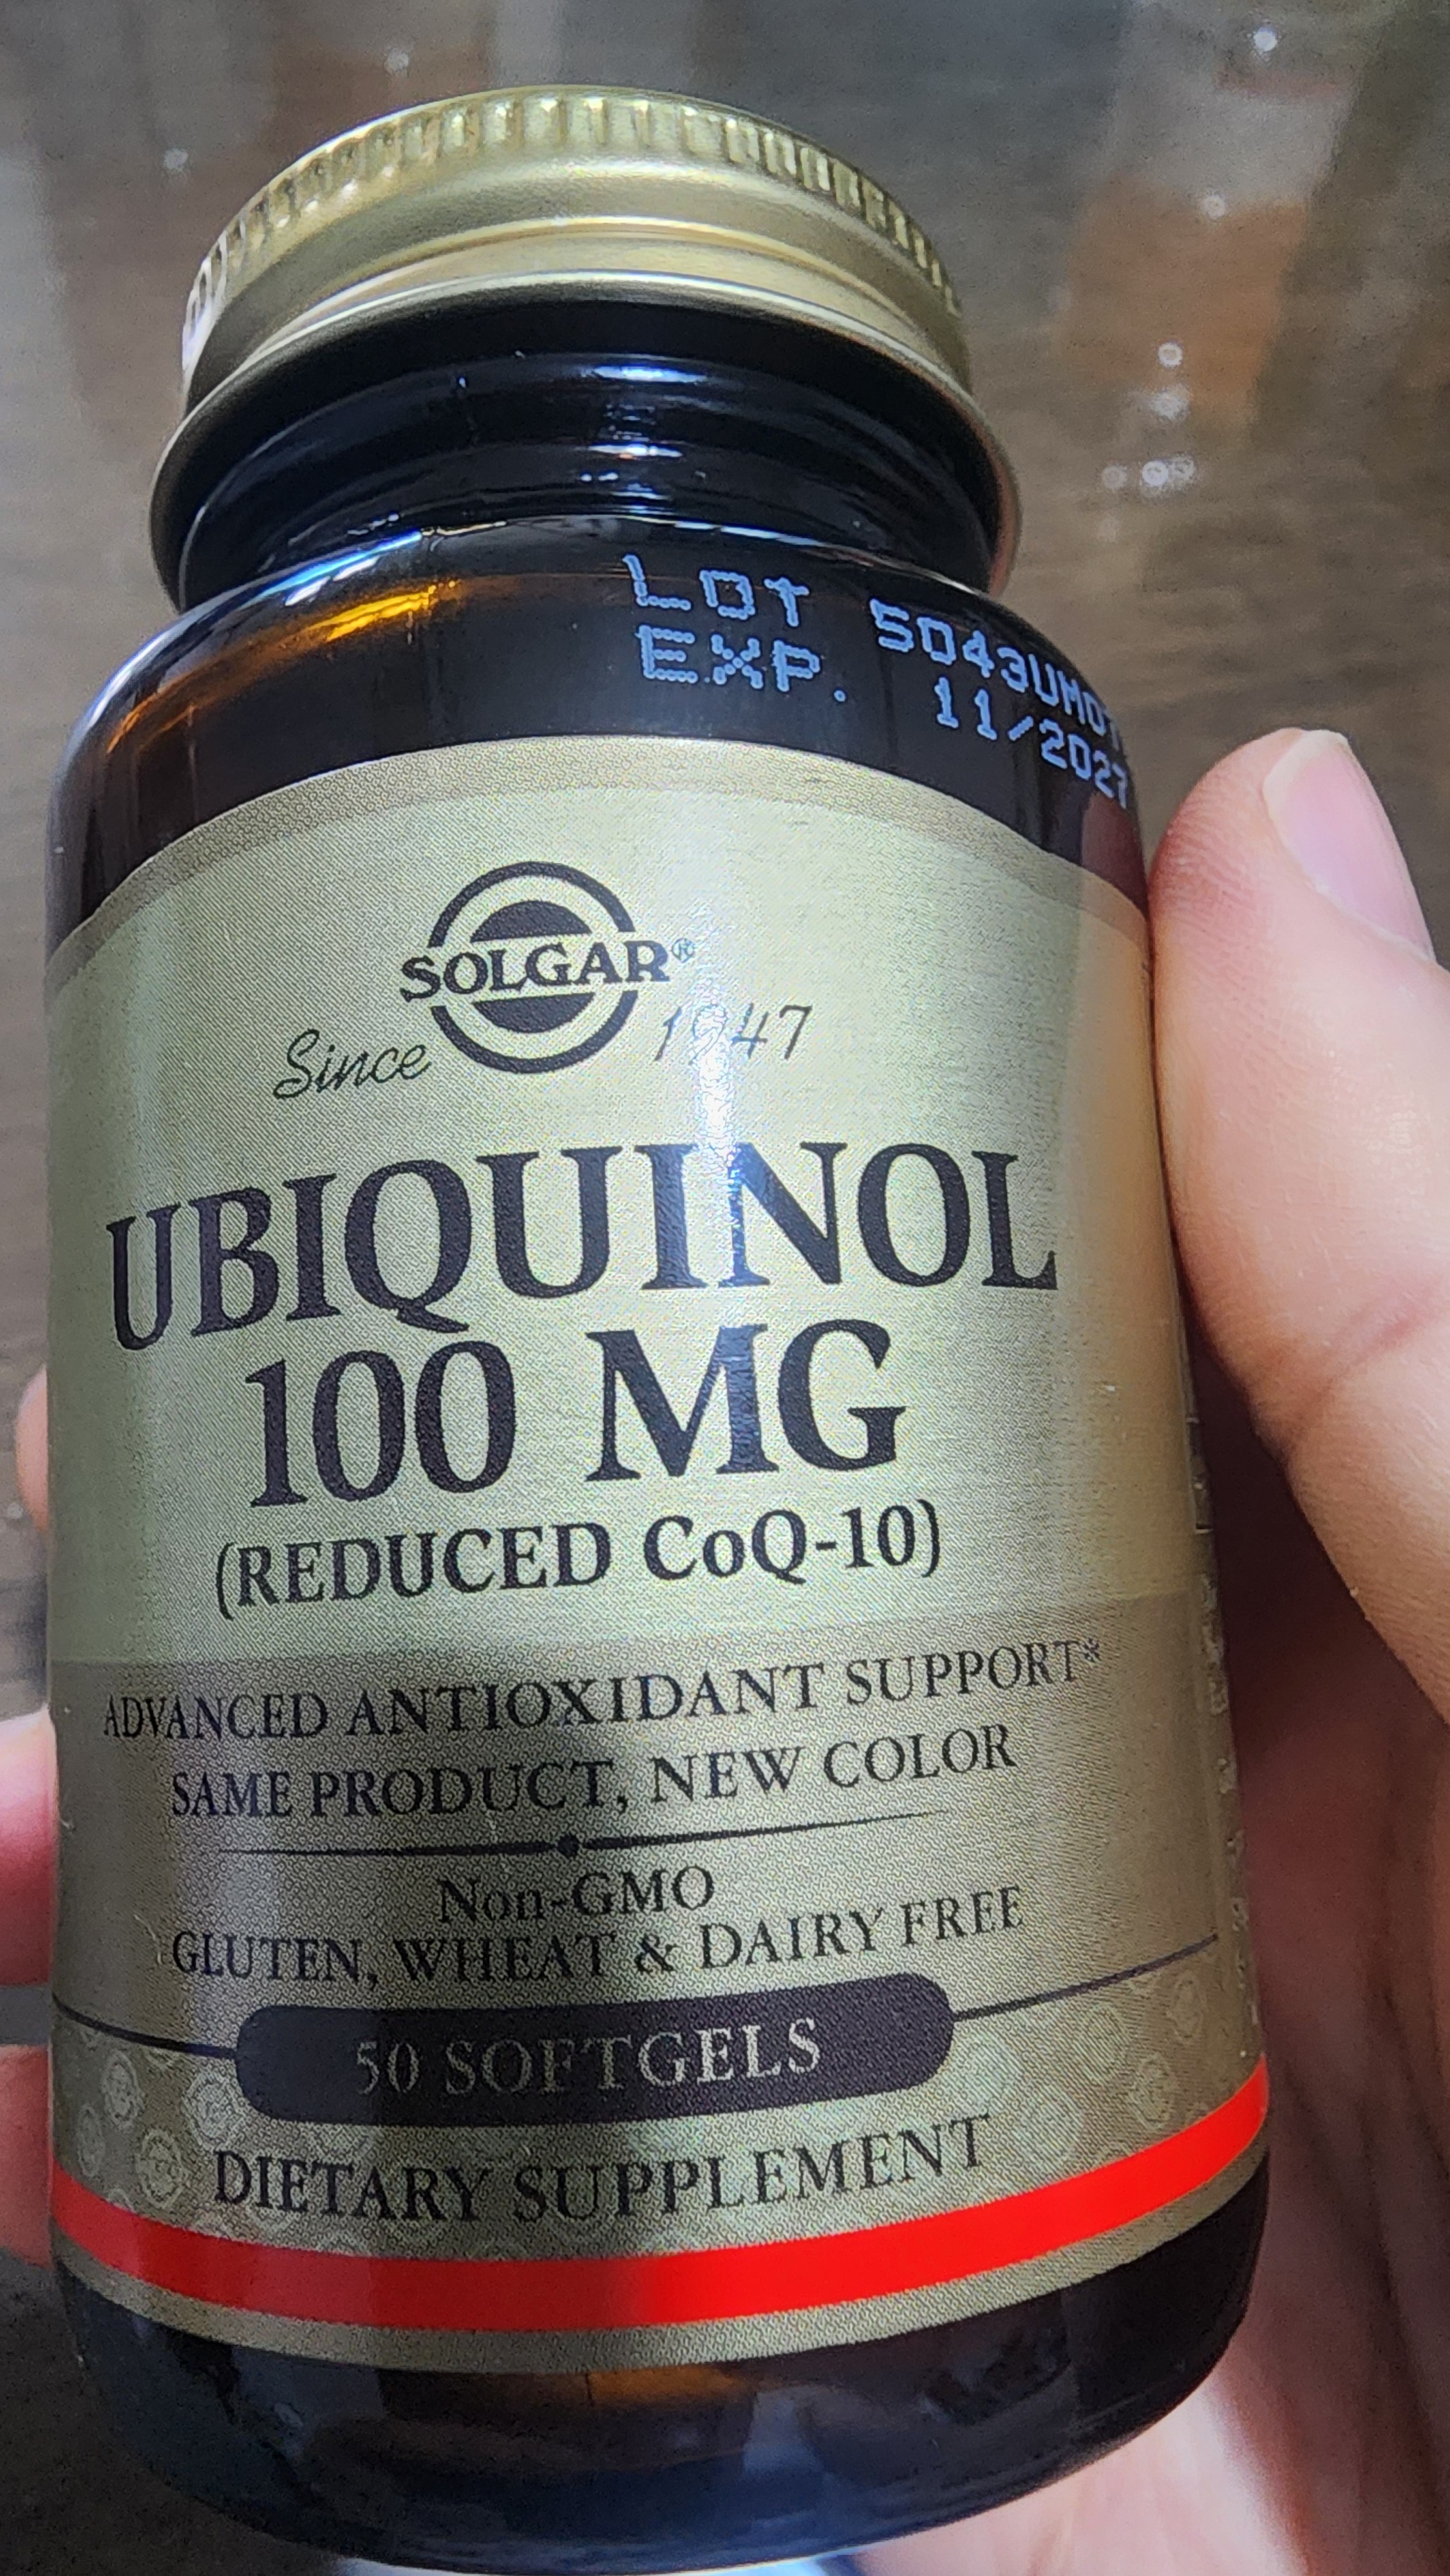 LOT 5043UMO
EXP. 11/2027
SOLGAR®
Since 1947
UBIQUINOL
100 MG
(REDUCED CoQ-10)
ADVANCED ANTIOXIDANT SUPPORT*
SAME PRODUCT, NEW COLOR
Non-GMO
GLUTEN, WHEAT & DAIRY FREE
50 SOFTGELS
DIETARY SUPPLEMENT